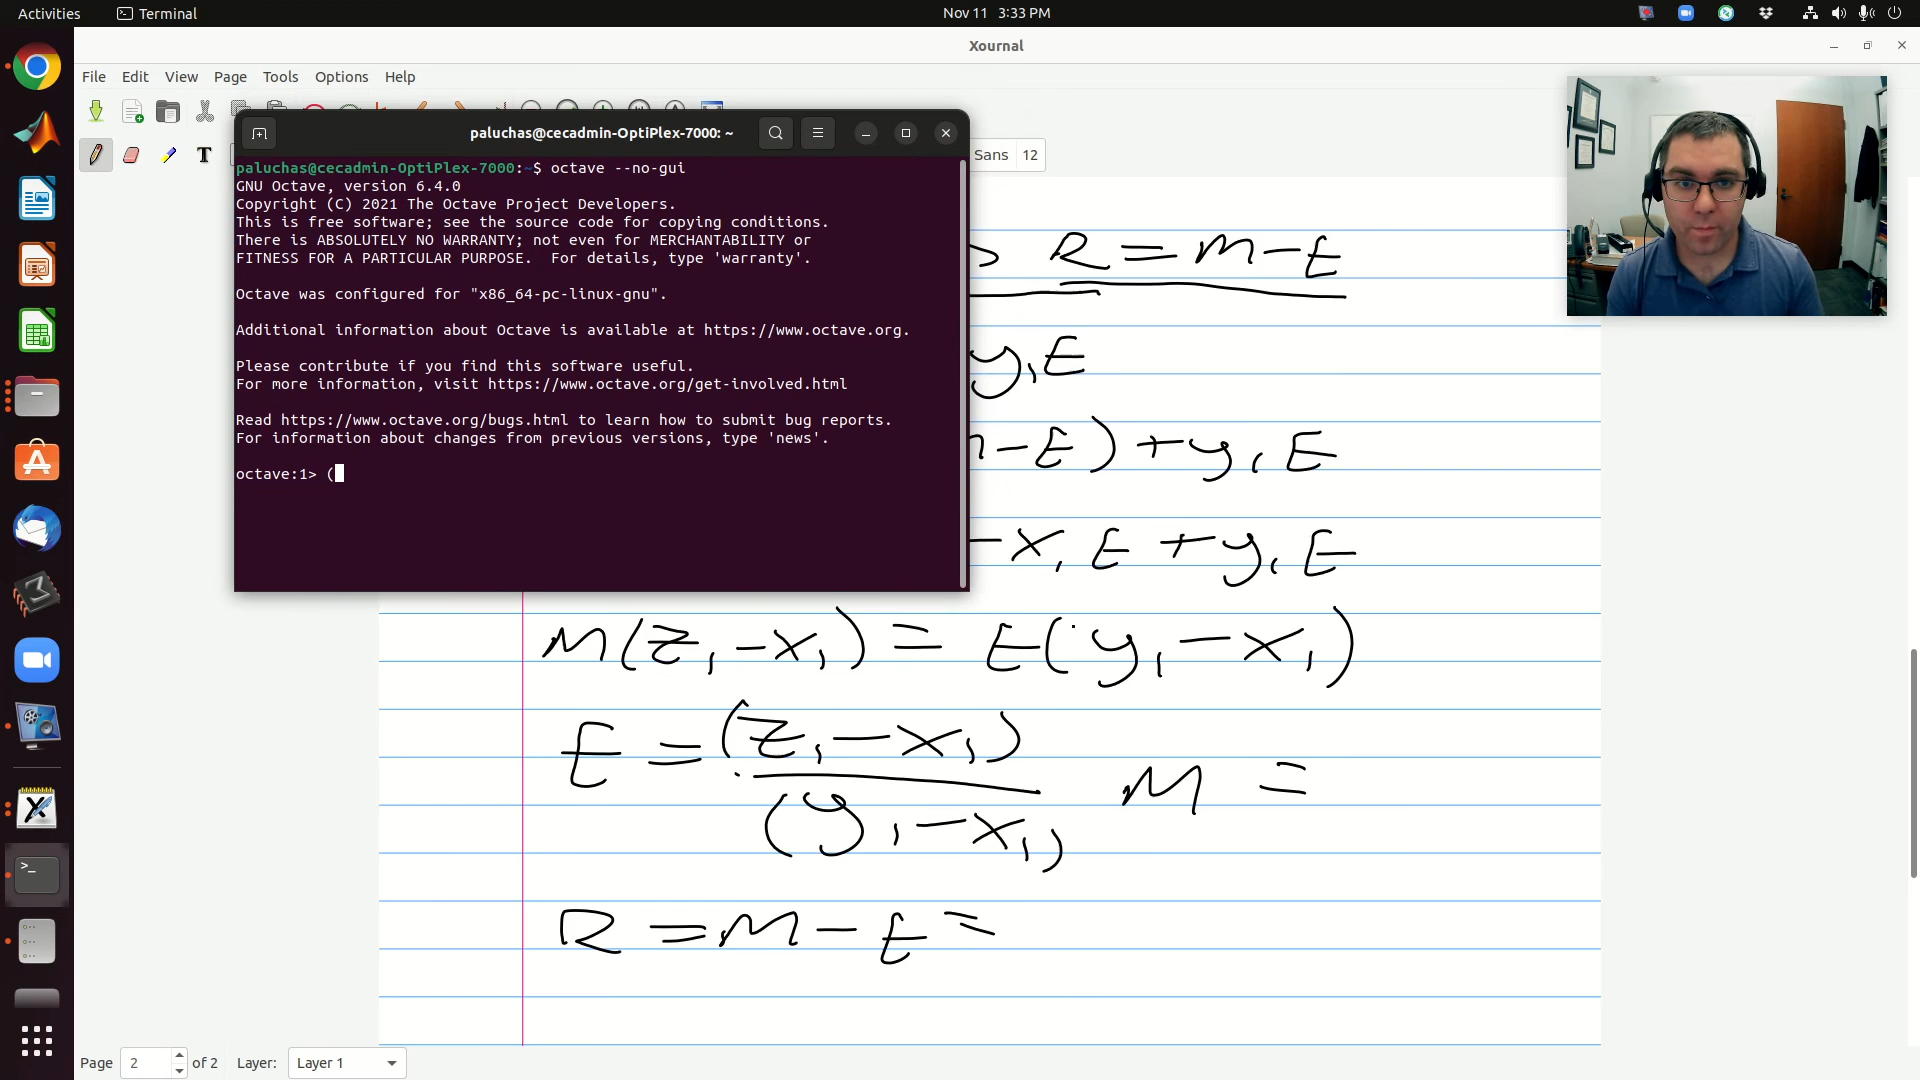 Activities Terminal Nov 11 3:33 PM
Xournal
File Edit View Page Tools Options Help
paluchas@cecadmin-OptiPlex-7000: ~
T Sans 12
paluchas@cecadmin-OptiPlex-7000:~$ octave --no-gui
GNU Octave, version 6.4.0
Copyright (C) 2021 The Octave Project Developers.
This is free software; see the source code for copying conditions.
There is ABSOLUTELY NO WARRANTY; not even for MERCHANTABILITY or
FITNESS FOR A PARTICULAR PURPOSE.  For details, type 'warranty'.
Octave was configured for "x86_64-pc-linux-gnu".
Additional information about Octave is available at https://www.octave.org.
Please contribute if you find this software useful.
For more information, visit https://www.octave.org/get-involved.html
Read https://www.octave.org/bugs.html to learn how to submit bug reports.
For information about changes from previous versions, type 'news'.
octave:1> (
R = M - E
y₁E
- E) + y₁E
- x₁E + y₁E
M(z₁ - x₁) = E(y₁ - x₁)
E = (z₁ - x₁)
M =
(y₁ - x₁)
R = M - E =
Page 2 of 2 Layer: Layer 1